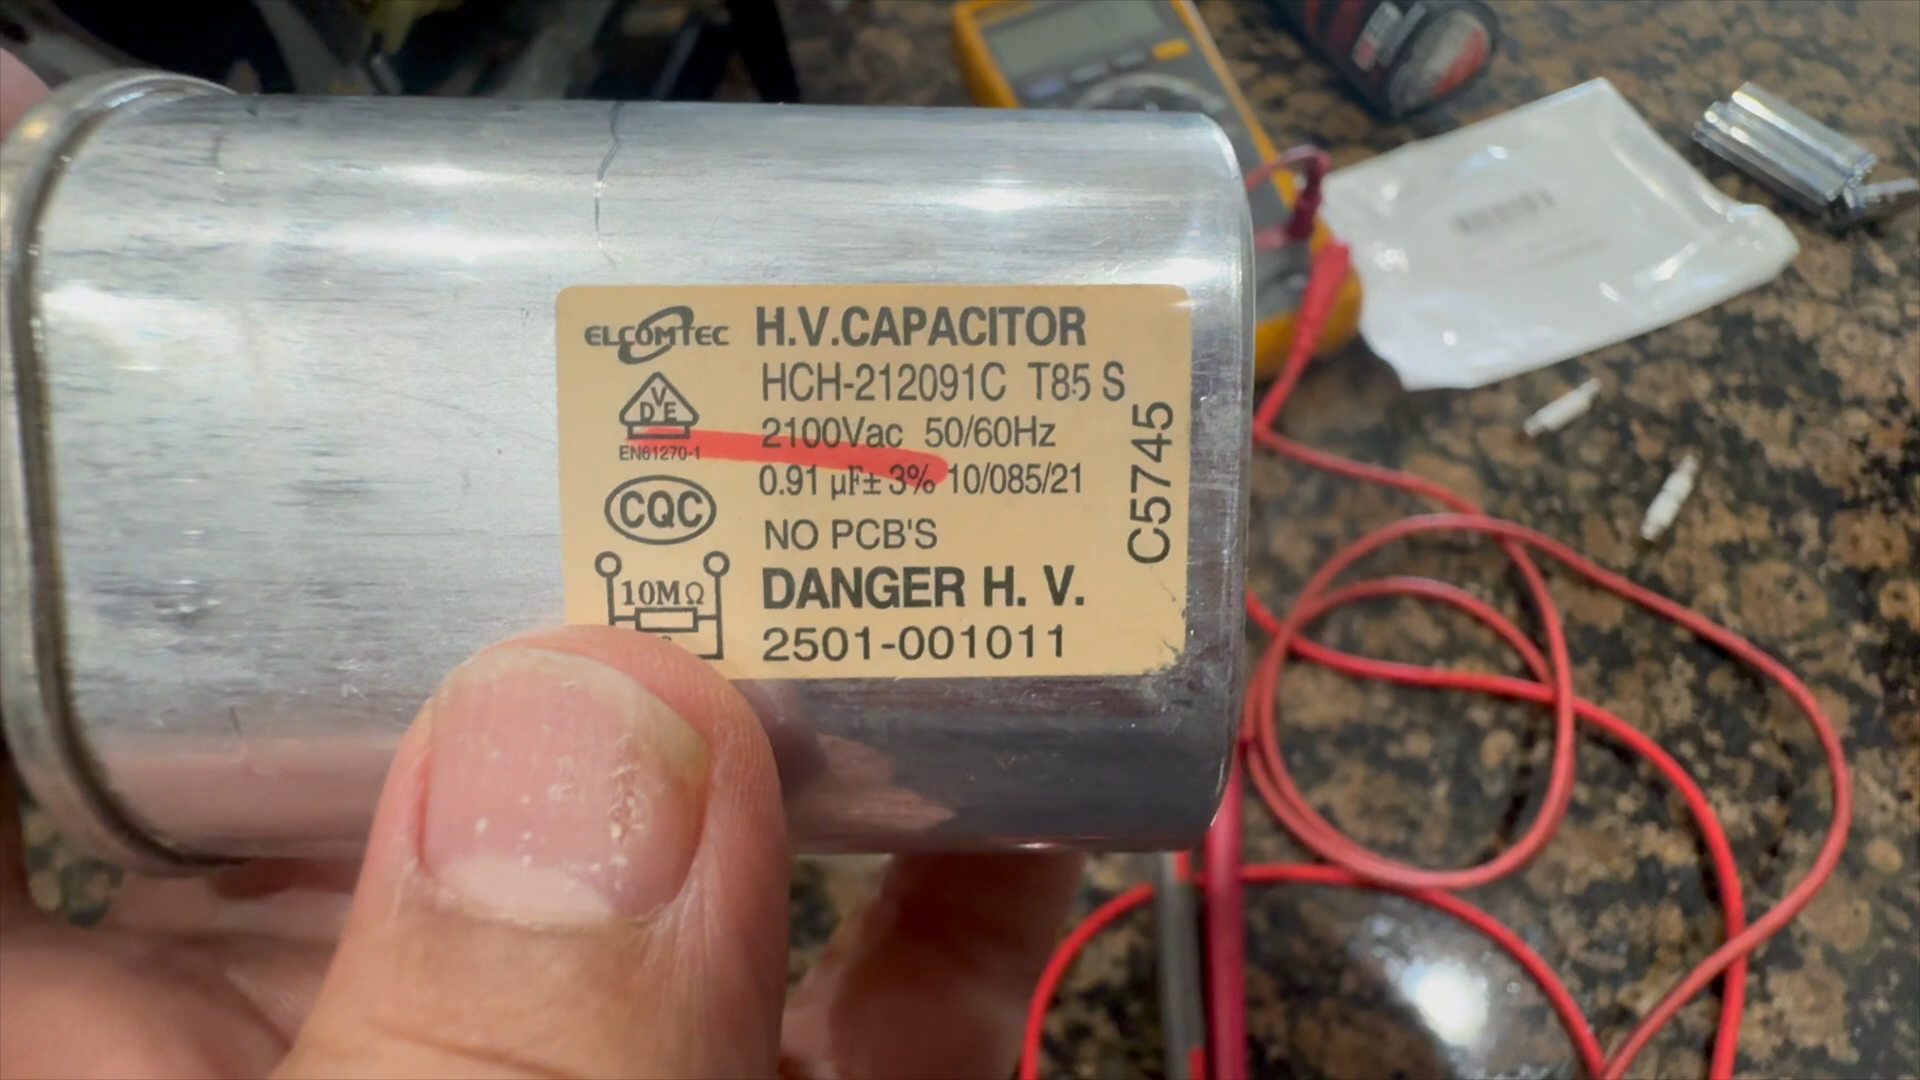 ELCOMTEC H.V.CAPACITOR
HCH-212091C T85 S
DVE
EN61270-1
2100Vac 50/60Hz
0.91 µF± 3% 10/085/21
CQC
NO PCB'S
10MΩ
DANGER H. V.
2501-001011
C5745